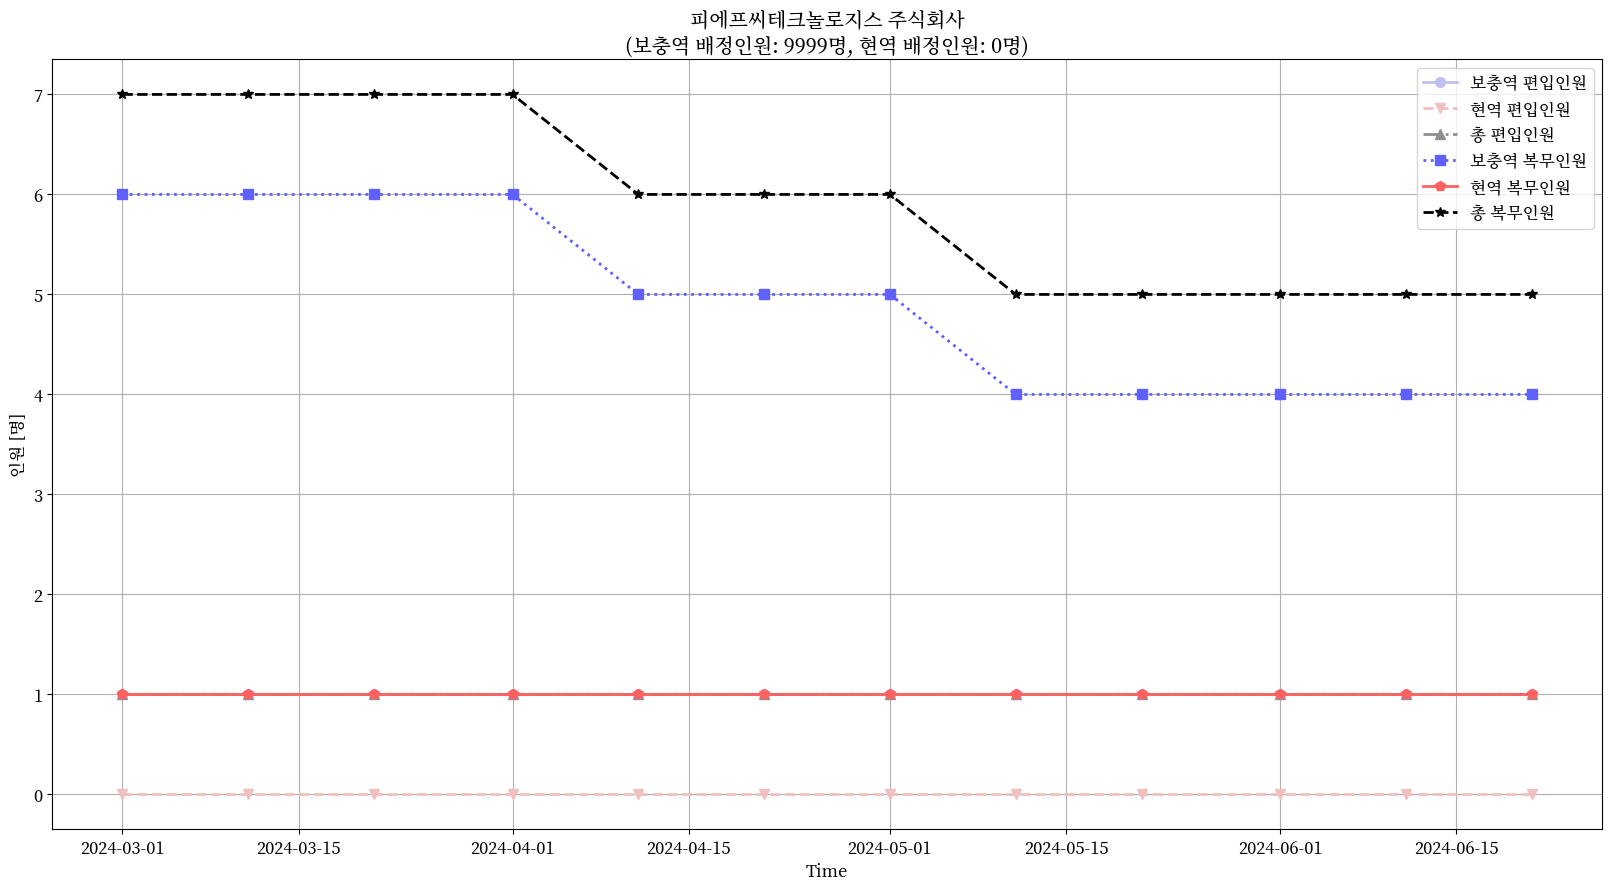 피에프씨테크놀로지스 주식회사
(보충역 배정인원: 9999명, 현역 배정인원: 0명)
보충역 편입인원
현역 편입인원
총 편입인원
보충역 복무인원
현역 복무인원
총 복무인원
인원 [명]
7
6
5
4
3
2
1
0
2024-03-01 2024-03-15 2024-04-01 2024-04-15 2024-05-01 2024-05-15 2024-06-01 2024-06-15
Time